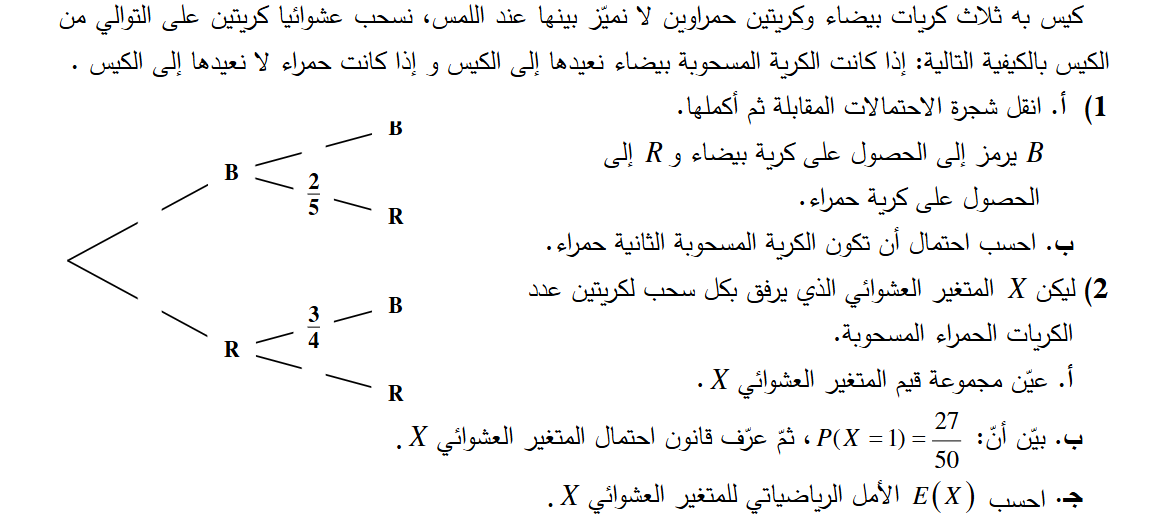 كيس به ثلاث كريات بيضاء وكريتين حمراوين لا نميّز بينها عند اللمس، نسحب عشوائيا كريتين على التوالي من
الكيس بالكيفية التالية: إذا كانت الكرية المسحوبة بيضاء نعيدها إلى الكيس و إذا كانت حمراء لا نعيدها إلى الكيس .
1) أ. انقل شجرة الاحتمالات المقابلة ثم أكملها.
B يرمز إلى الحصول على كرية بيضاء و R إلى
الحصول على كرية حمراء.
ب. احسب احتمال أن تكون الكرية المسحوبة الثانية حمراء.
2) ليكن X المتغير العشوائي الذي يرفق بكل سحب لكريتين عدد
الكريات الحمراء المسحوبة.
أ. عيّن مجموعة قيم المتغير العشوائي X .
ب. بيّن أنّ: P(X = 1) = 27/50 ، ثمّ عرّف قانون احتمال المتغير العشوائي X .
جـ. احسب E(X) الأمل الرياضياتي للمتغير العشوائي X .
B
B
2/5
R
3/4
B
R
R